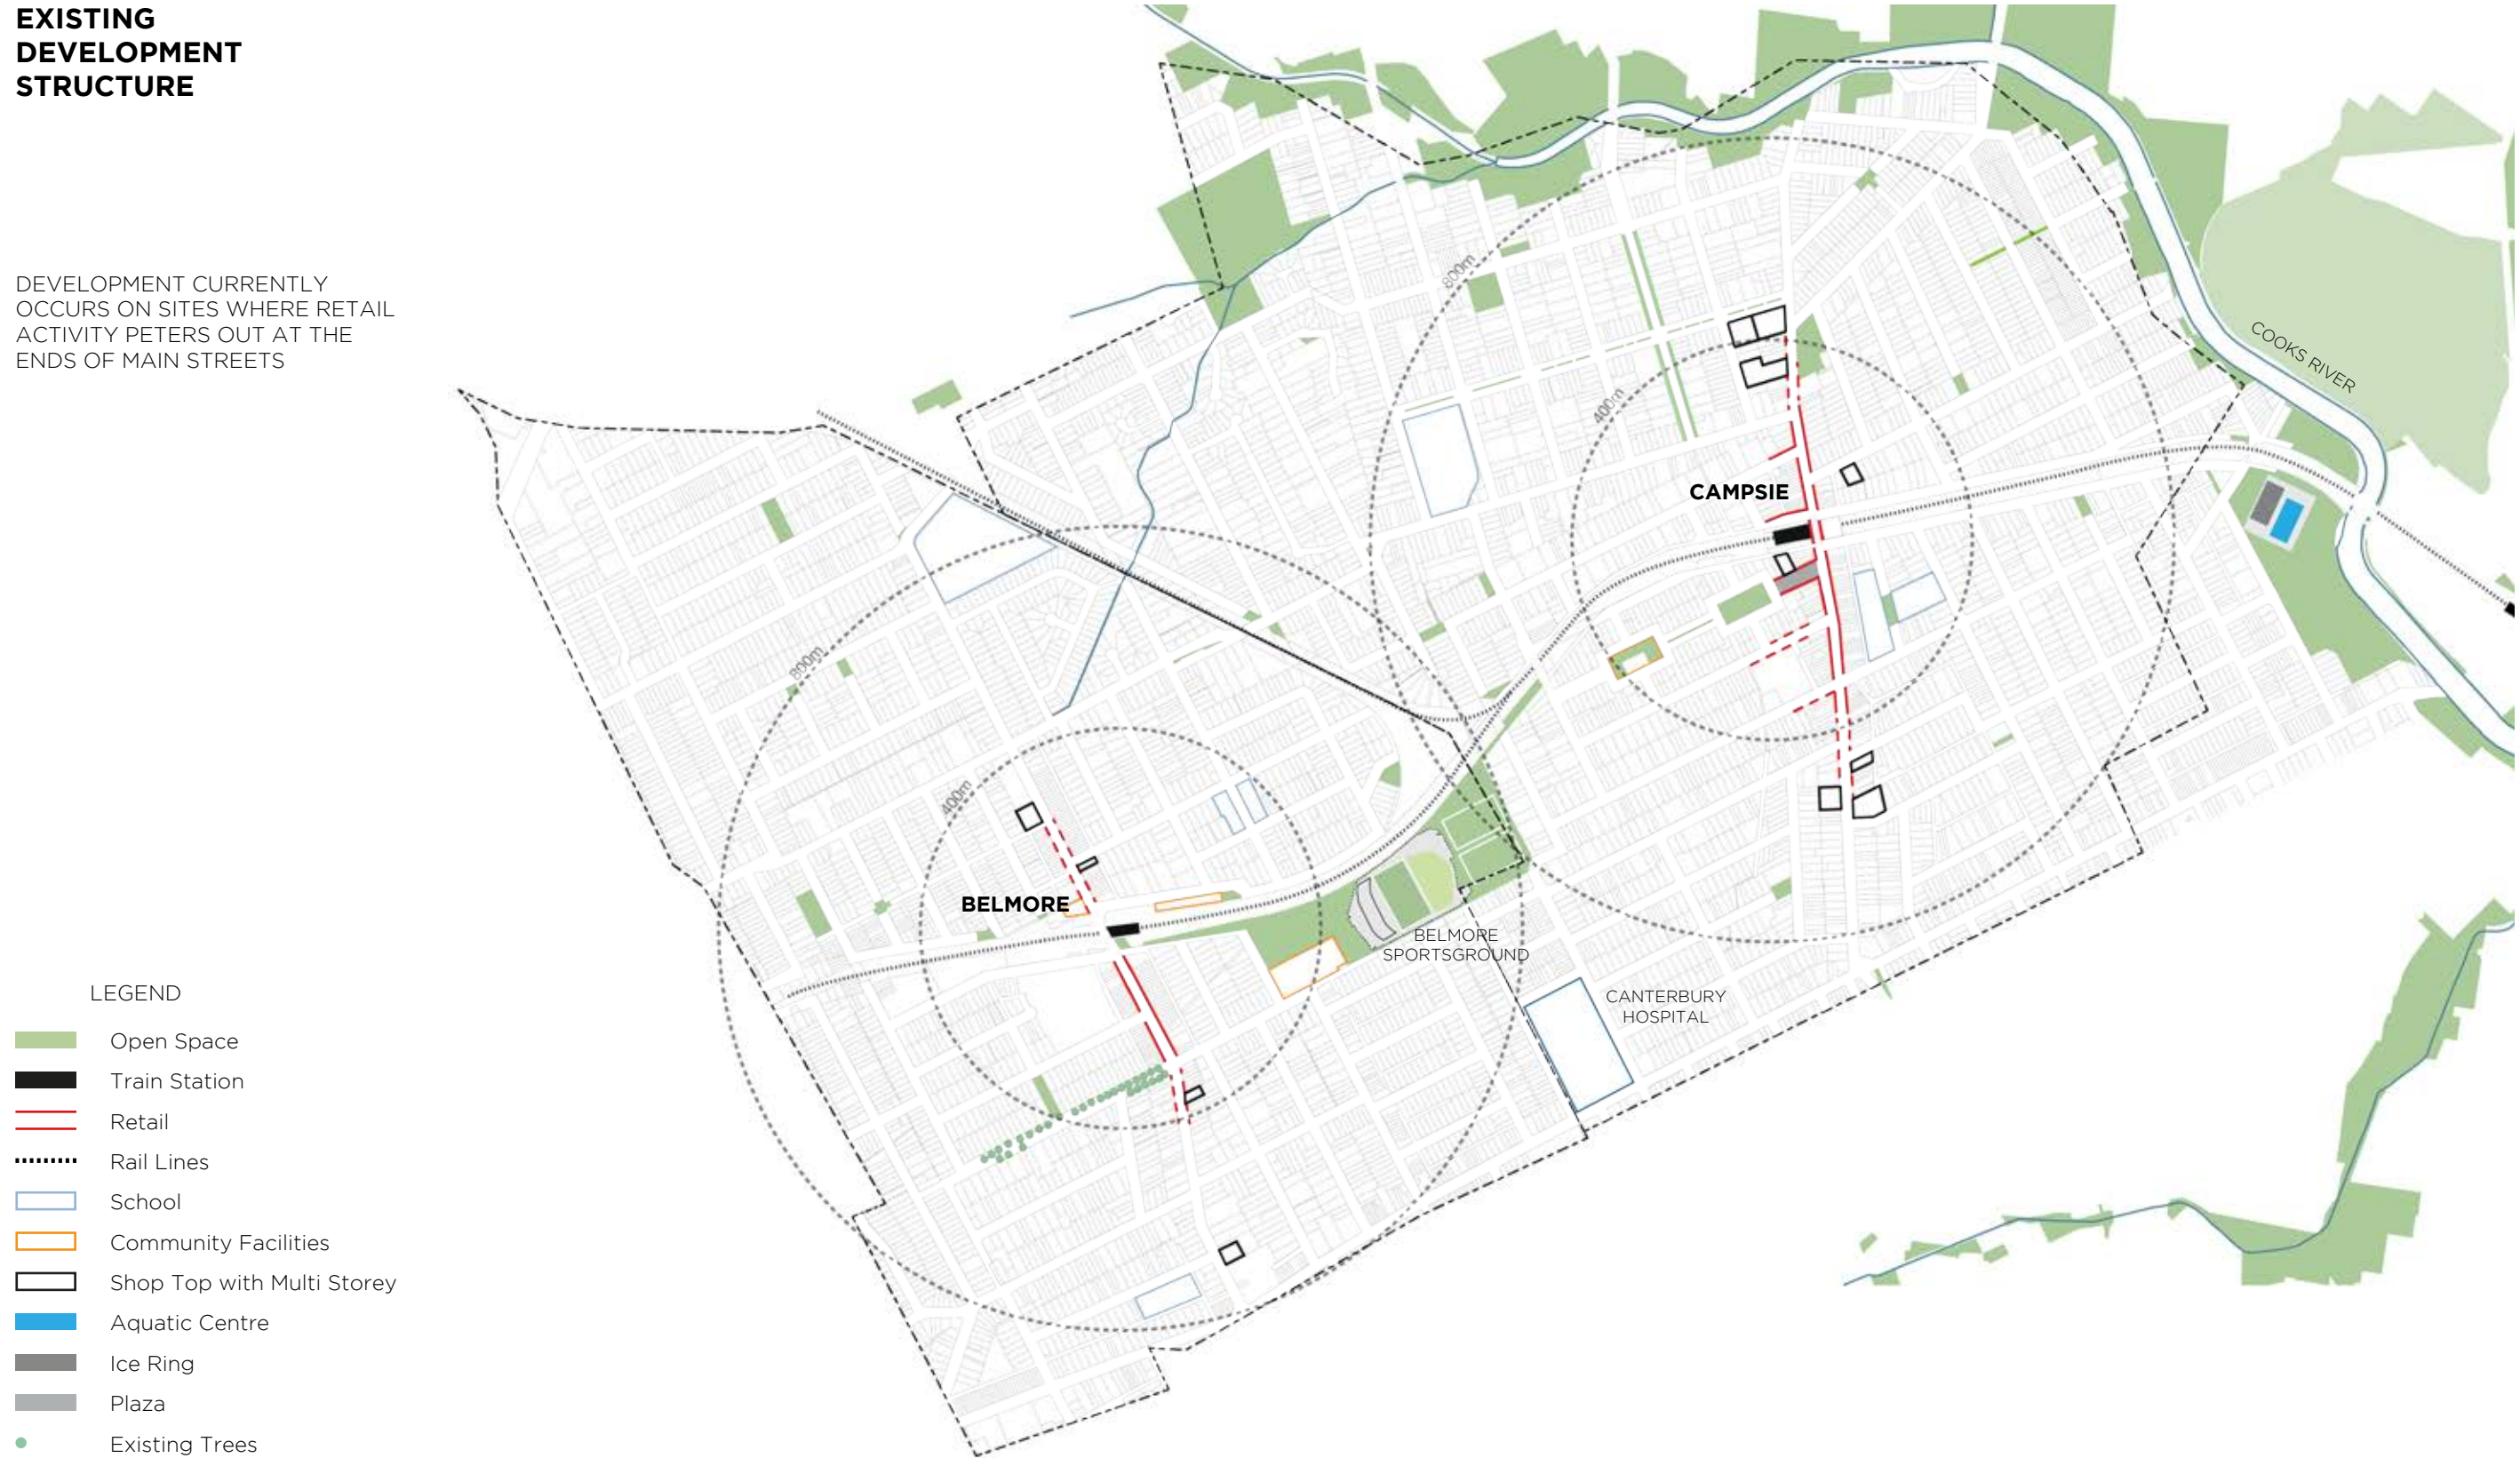 EXISTING
DEVELOPMENT
STRUCTURE
DEVELOPMENT CURRENTLY
OCCURS ON SITES WHERE RETAIL
ACTIVITY PETERS OUT AT THE
ENDS OF MAIN STREETS
800m
COOKS RIVER
400m
CAMPSIE
800m
400m
BELMORE
BELMORE
SPORTSGROUND
CANTERBURY
HOSPITAL
LEGEND
Open Space
Train Station
Retail
Rail Lines
School
Community Facilities
Shop Top with Multi Storey
Aquatic Centre
Ice Ring
Plaza
Existing Trees